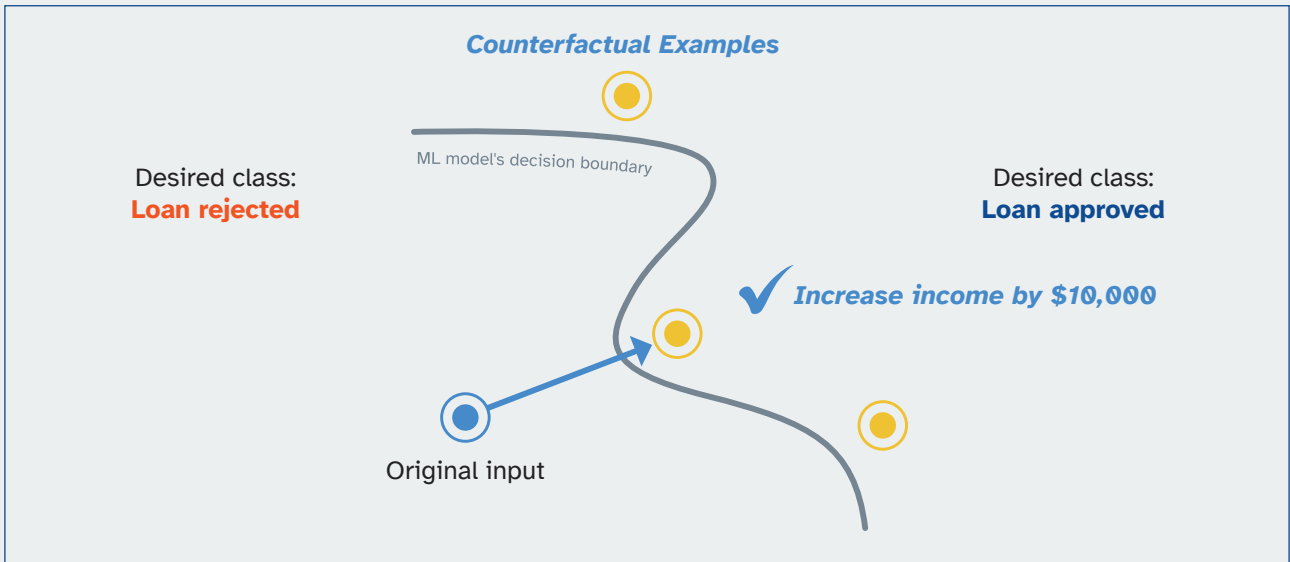 Counterfactual Examples
ML model's decision boundary
Desired class:
Loan rejected
Desired class:
Loan approved
Increase income by $10,000
Original input